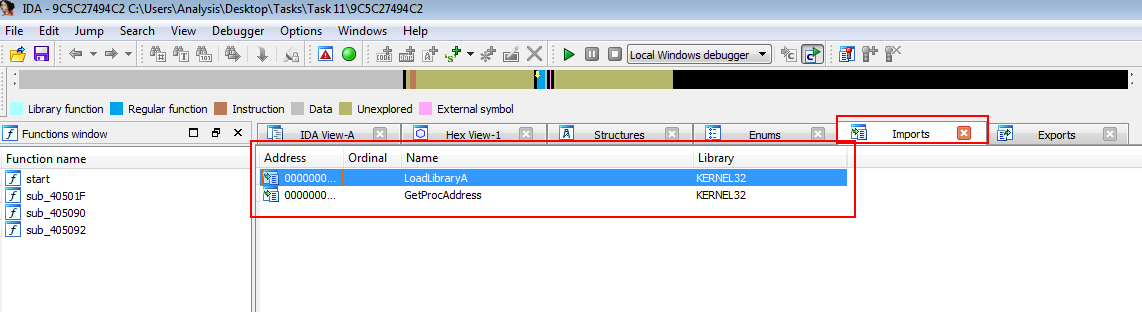 IDA - 9C5C27494C2 C:\Users\Analysis\Desktop\Tasks\Task 11\9C5C27494C2
File Edit Jump Search View Debugger Options Windows Help
Local Windows debugger
Library function Regular function Instruction Data Unexplored External symbol
Functions window IDA View-A Hex View-1 Structures Enums Imports Exports
Function name Address Ordinal Name Library
start 0000000... LoadLibraryA KERNEL32
sub_40501F 0000000... GetProcAddress KERNEL32
sub_405090
sub_405092